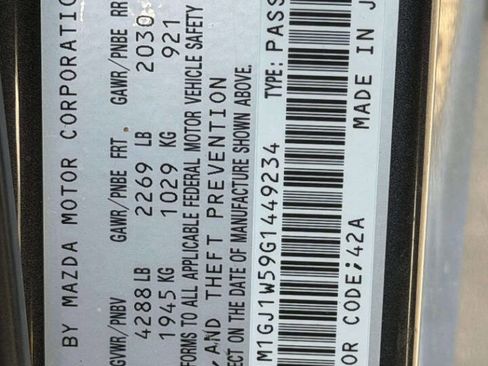 BY MAZDA MOTOR CORPORATIO
GVWR/PNBV GAWR/PNBE FRT. GAWR/PNBE RR
4288 LB 2269 LB 2030
1945 KG 1029 KG 921
FORMS TO ALL APPLICABLE FEDERAL MOTOR VEHICLE SAFETY
AND THEFT PREVENTION
ECT ON THE DATE OF MANUFACTURE SHOWN ABOVE.
M1GJ1W59G1449234 TYPE: PASS
OR CODE;42A MADE IN J